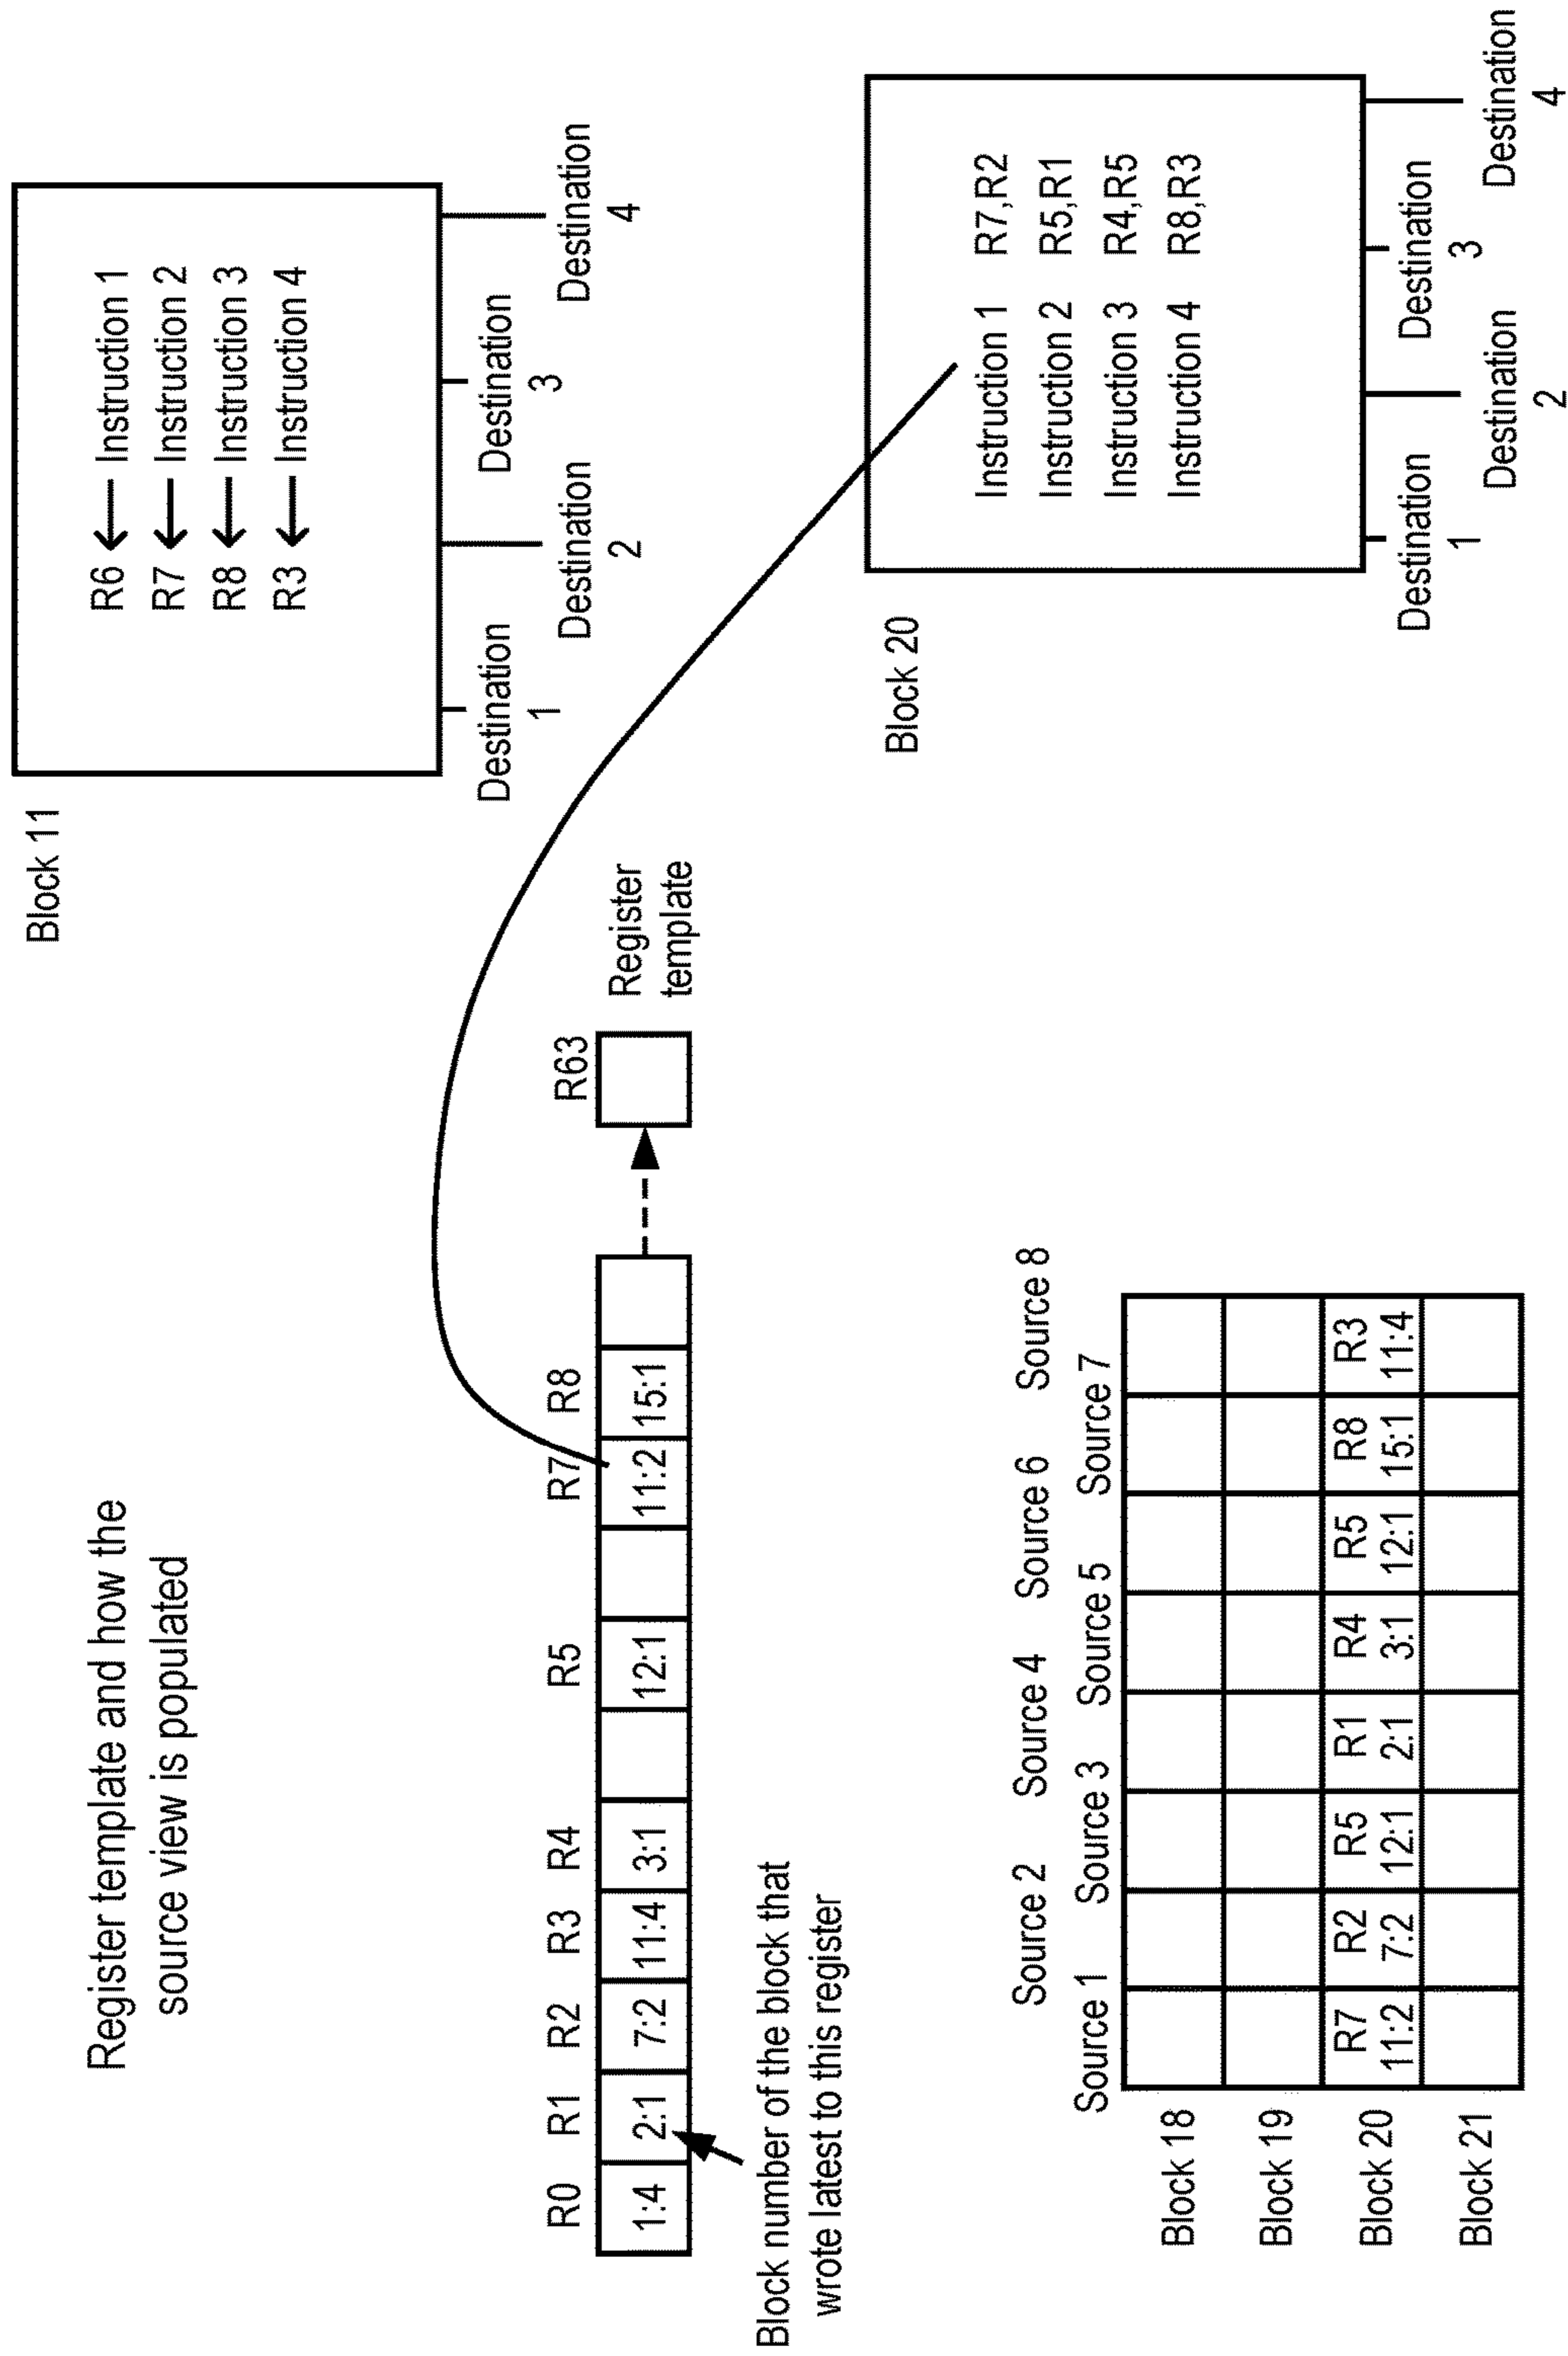 Register template and how the
source view is populated
Block 11
R6 Instruction 1
R7 Instruction 2
R8 Instruction 3
R3 Instruction 4
Destination
1
Destination
2
Destination
3
Destination
4
R0 R1 R2 R3 R4 R5 R7 R8 R63
1:4 2:1 7:2 11:4 3:1 12:1 11:2 15:1
Register
template
Block number of the block that
wrote latest to this register
Block 20
Instruction 1 R7,R2
Instruction 2 R5,R1
Instruction 3 R4,R5
Instruction 4 R8,R3
Destination
1
Destination
2
Destination
3
Destination
4
Source 2 Source 4 Source 6 Source 8
Source 1 Source 3 Source 5 Source 7
Block 18
Block 19
Block 20 R7 R2 R5 R1 R4 R5 R8 R3
11:2 7:2 12:1 2:1 3:1 12:1 15:1 11:4
Block 21